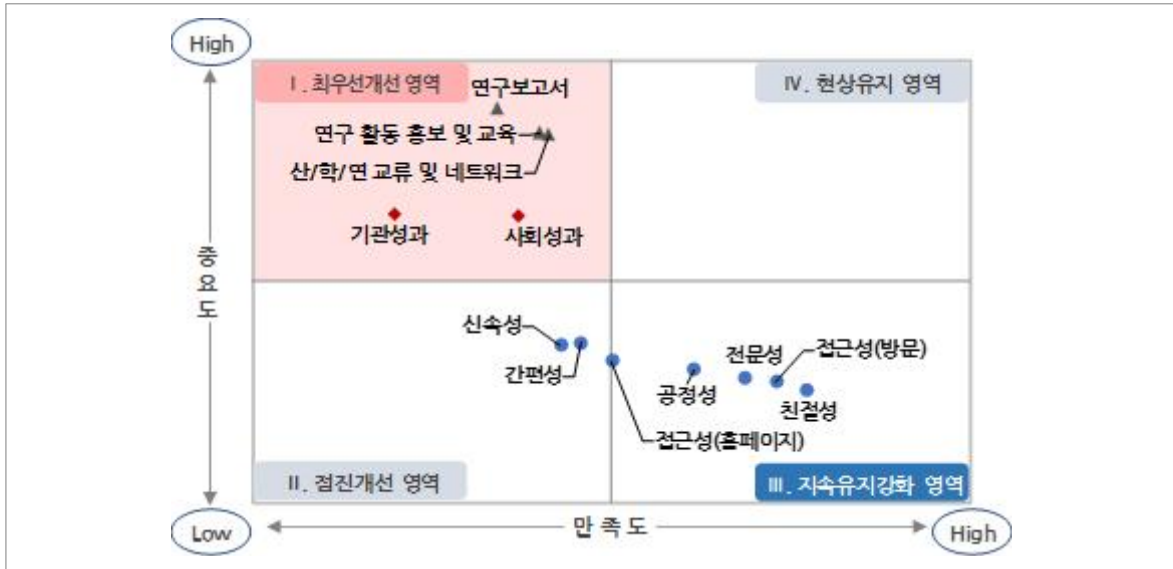 High
Ⅰ. 최우선개선 영역
Ⅳ. 현상유지 영역
연구보고서
연구 활동 홍보 및 교육
산/학/연 교류 및 네트워크
기관성과
사회성과
중요도
신속성
간편성
접근성(홈페이지)
공정성
전문성
접근성(방문)
친절성
Ⅱ. 점진개선 영역
Ⅲ. 지속유지강화 영역
Low
만 족 도
High